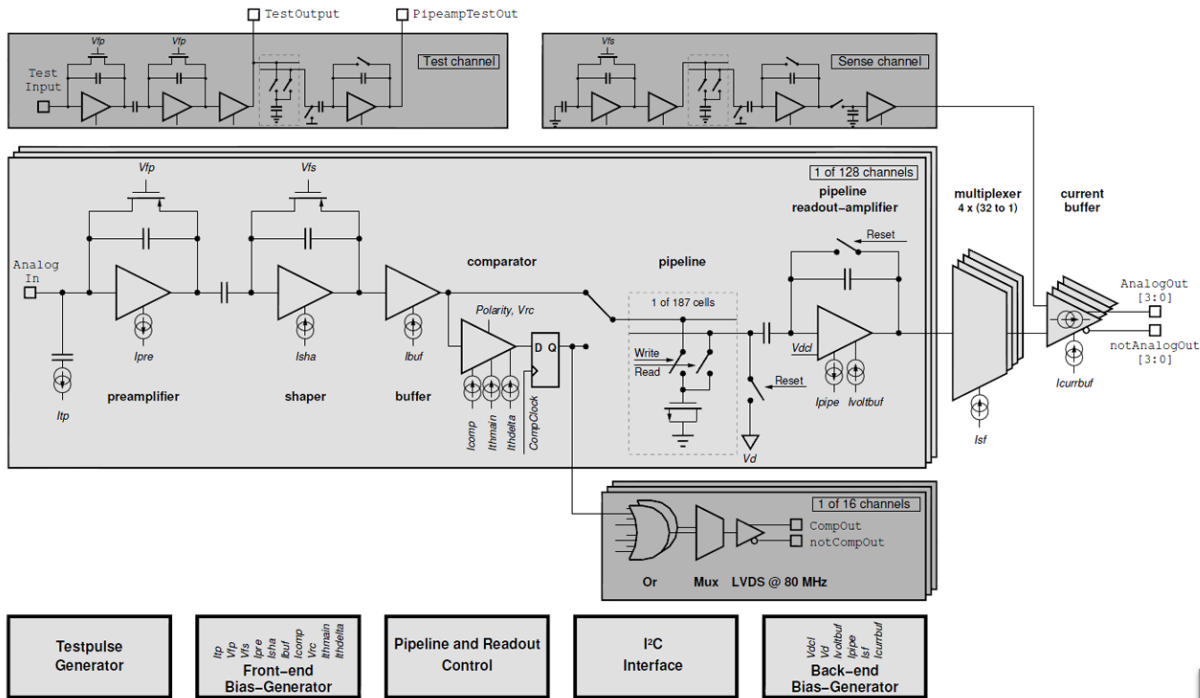 TestOutput
PipeampTestOut
Vfp
Vfp
Test channel
Test
Input
Vfs
Sense channel
1 of 128 channels
Vfp
Vfs
pipeline
readout−amplifier
multiplexer
4 x (32 to 1)
current
buffer
Reset
Analog
In
comparator
pipeline
1 of 187 cells
AnalogOut
[3:0]
notAnalogOut
[3:0]
Polarity, Vrc
D Q
Write
Read
Vdcl
Reset
Ipre
Isha
Ibuf
Itp
preamplifier
shaper
buffer
Icomp
Ithmain
Ithdelta
CompClock
Ipipe
Ivoltbuf
Icurrbuf
Isf
Vd
1 of 16 channels
CompOut
notCompOut
Or
Mux
LVDS @ 80 MHz
Testpulse
Generator
Itp
Vfp
Vfs
Ipre
Isha
Ibuf
Icomp
Vrc
Ithmain
Ithdelta
Front−end
Bias−Generator
Pipeline and Readout
Control
I²C
Interface
Vdcl
Vd
Ivoltbuf
Ipipe
Isf
Icurrbuf
Back−end
Bias−Generator